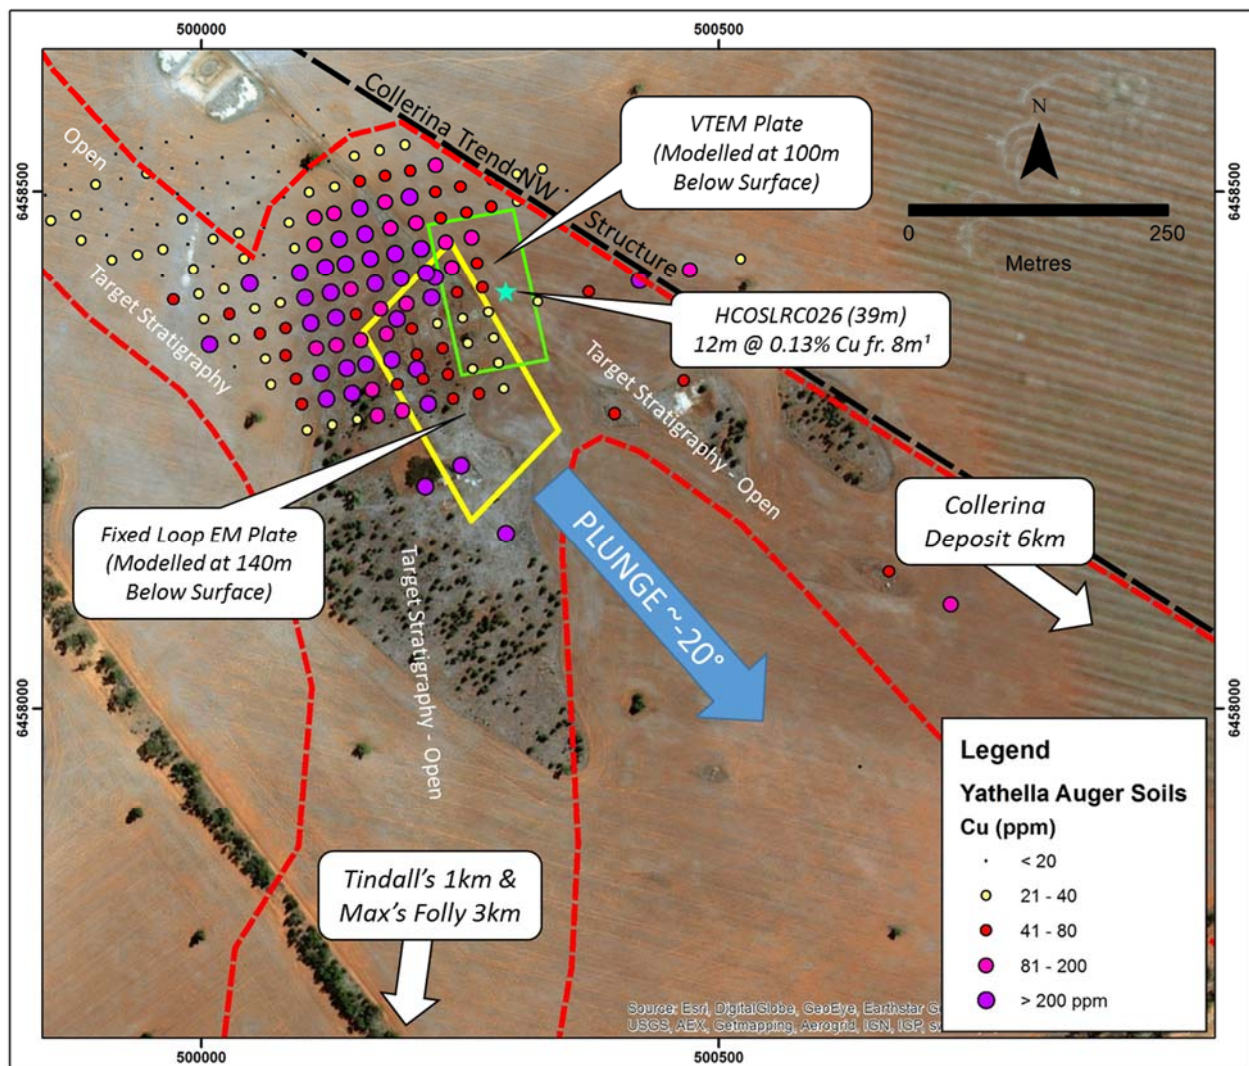 500000
500500
Collerina Trend NW Structure
VTEM Plate
(Modelled at 100m
Below Surface)
N
Open
6458500
6458500
0
250
Metres
Target Stratigraphy
HCOSLRC026 (39m)
12m @ 0.13% Cu fr. 8m¹
Target Stratigraphy - Open
Collerina
Deposit 6km
Fixed Loop EM Plate
(Modelled at 140m
Below Surface)
PLUNGE ~-20°
Target Stratigraphy - Open
6458000
6458000
Legend
Yathella Auger Soils
Cu (ppm)
< 20
21 - 40
41 - 80
81 - 200
> 200 ppm
Tindall's 1km &
Max's Folly 3km
Source: Esri, DigitalGlobe, GeoEye, Earthstar
USGS, AEX, Getmapping, Aerogrid, IGN, IGP,
500000
500500